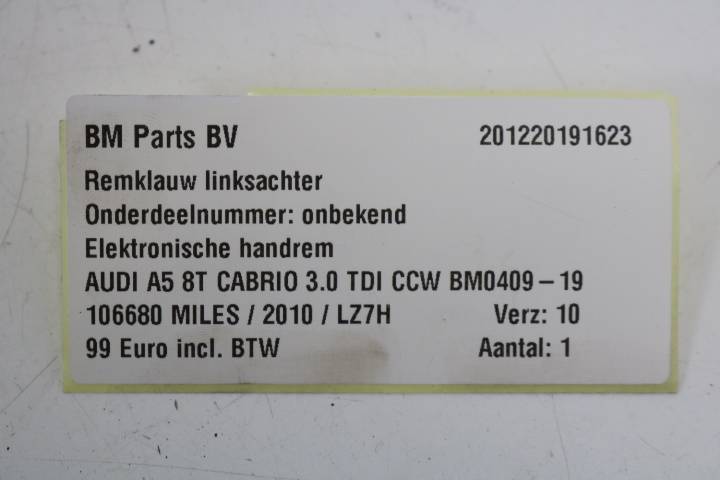 BM Parts BV 201220191623
Remklauw linksachter
Onderdeelnummer: onbekend
Elektronische handrem
AUDI A5 8T CABRIO 3.0 TDI CCW BM0409 – 19
106680 MILES / 2010 / LZ7H Verz: 10
99 Euro incl. BTW Aantal: 1